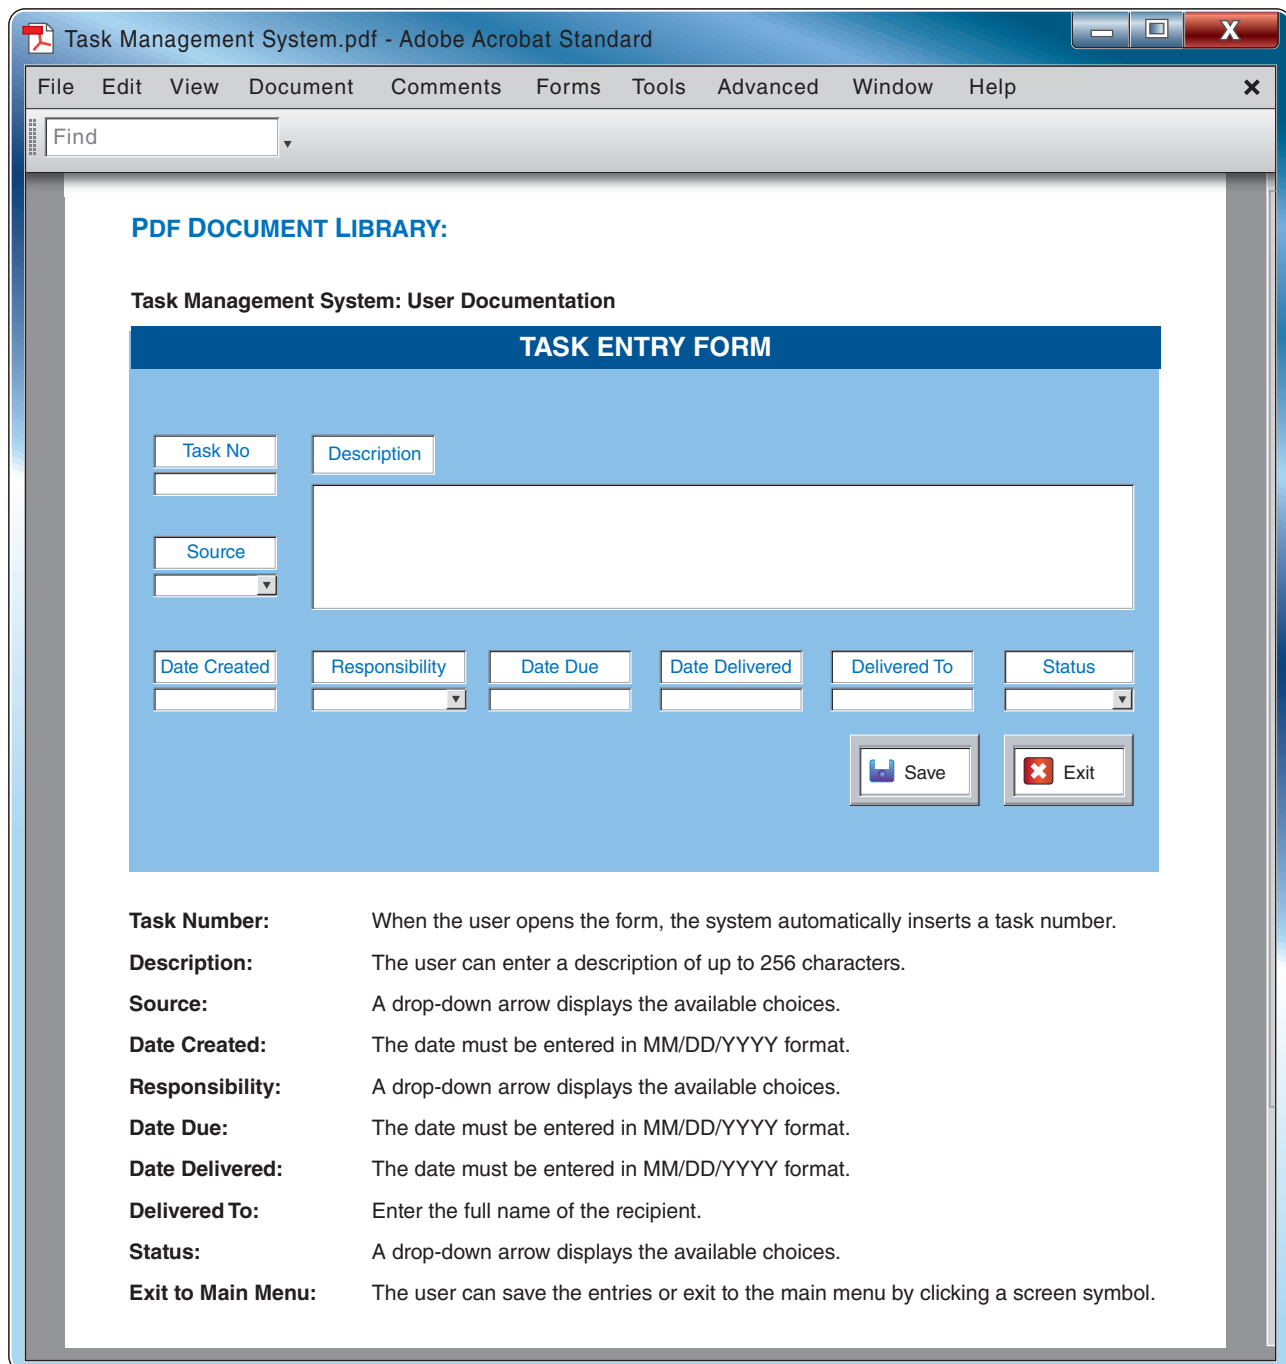 Task Management System.pdf - Adobe Acrobat Standard
X
File Edit View Document Comments Forms Tools Advanced Window Help
Find
PDF DOCUMENT LIBRARY:
Task Management System: User Documentation
TASK ENTRY FORM
Task No Description
Source
Date Created Responsibility Date Due Date Delivered Delivered To Status
Save Exit
Task Number: When the user opens the form, the system automatically inserts a task number.
Description: The user can enter a description of up to 256 characters.
Source: A drop-down arrow displays the available choices.
Date Created: The date must be entered in MM/DD/YYYY format.
Responsibility: A drop-down arrow displays the available choices.
Date Due: The date must be entered in MM/DD/YYYY format.
Date Delivered: The date must be entered in MM/DD/YYYY format.
Delivered To: Enter the full name of the recipient.
Status: A drop-down arrow displays the available choices.
Exit to Main Menu: The user can save the entries or exit to the main menu by clicking a screen symbol.